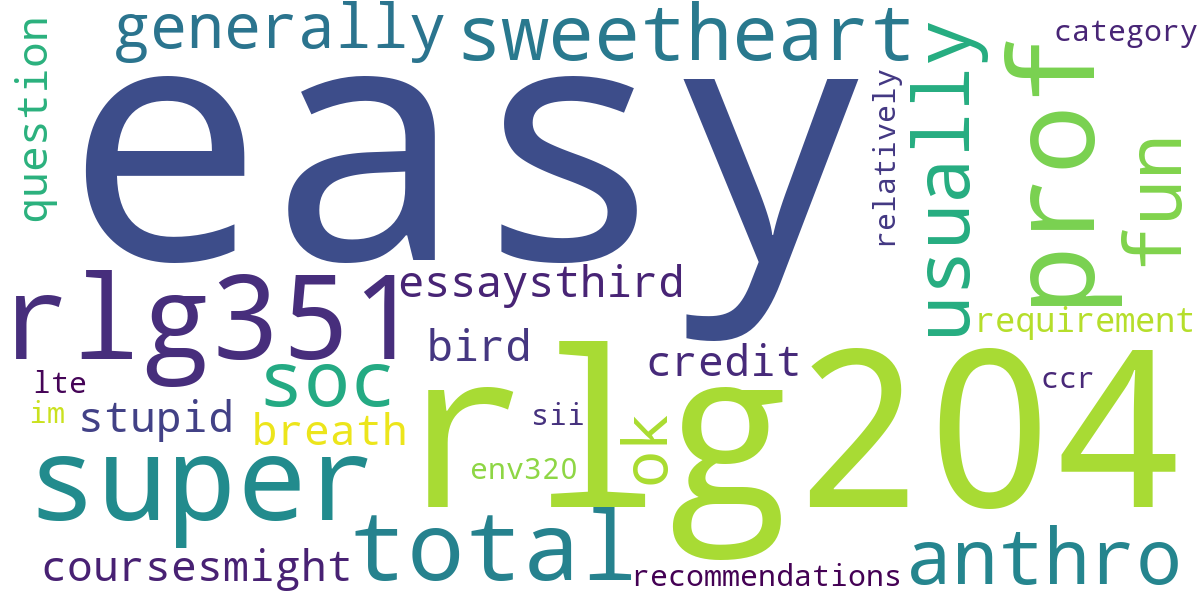 generally
sweetheart
category
question
easy
relatively
usually
prof
fun
rlg351
essaysthird
bird
credit
requirement
lte
soc
ccr
im
stupid
breath
sii
ok
rlg204
super
env320
total
anthro
coursesmight
recommendations